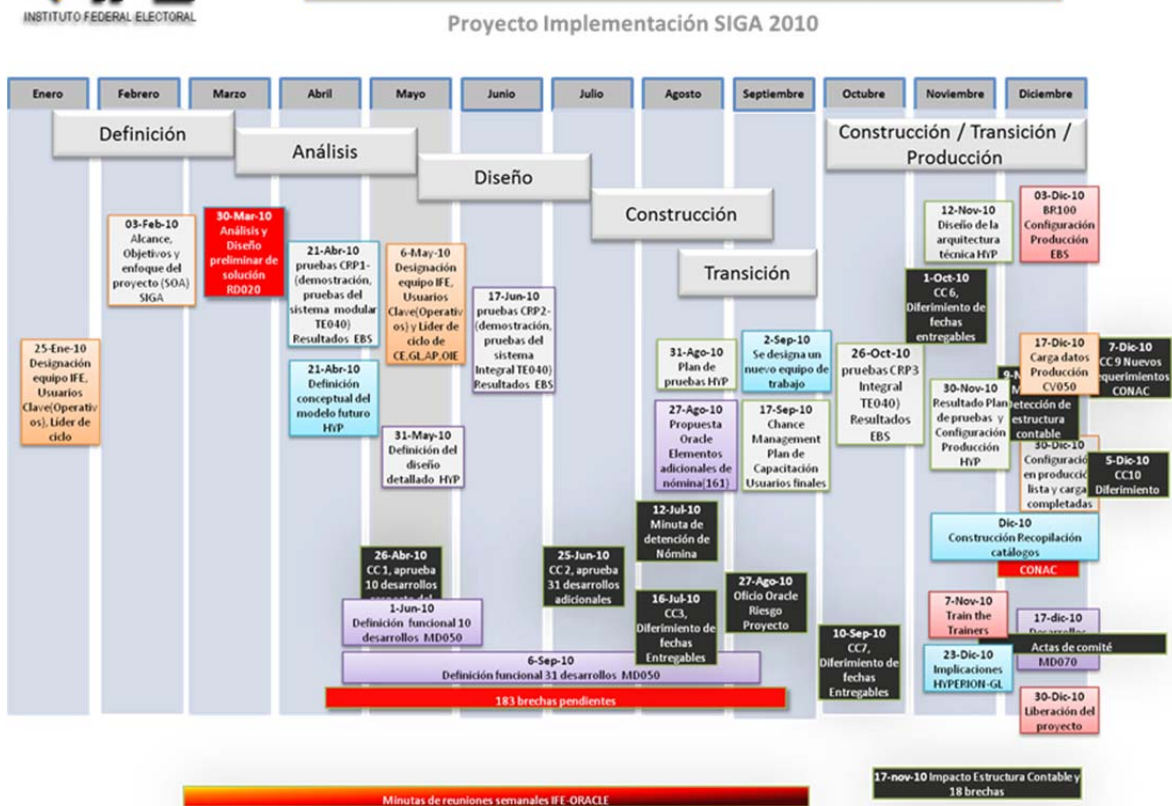 INSTITUTO FEDERAL ELECTORAL
Proyecto Implementación SIGA 2010
Enero
Febrero
Marzo
Abril
Mayo
Junio
Julio
Agosto
Septiembre
Octubre
Noviembre
Diciembre
Definición
Análisis
Diseño
Construcción
Transición
Construcción / Transición /
Producción
25-Ene-10
Designación
equipo IFE,
Usuarios
Clave(Operativ
os), Líder de
ciclo
03-Feb-10
Alcance,
Objetivos y
enfoque del
proyecto (SOA)
SIGA
30-Mar-10
Análisis y
Diseño
preliminar de
solución
RD020
21-Abr-10
pruebas CRP1-
(demostración,
pruebas del
sistema modular
TE040)
Resultados EBS
21-Abr-10
Definición
conceptual del
modelo futuro
HYP
6-May-10
Designación
equipo IFE,
Usuarios
Clave(Operativ
os) y Líder de
ciclo de
CE,GL,AP,OIE
31-May-10
Definición del
diseño
detallado HYP
26-Abr-10
CC 1, aprueba
10 desarrollos
1-Jun-10
Definición funcional 10
desarrollos MD050
6-Sep-10
Definición funcional 31 desarrollos MD050
183 brechas pendientes
17-Jun-10
pruebas CRP2-
(demostración,
pruebas del
sistema
Integral TE040)
Resultados EBS
25-Jun-10
CC 2, aprueba
31 desarrollos
adicionales
31-Ago-10
Plan de
pruebas HYP
27-Ago-10
Propuesta
Oracle
Elementos
adicionales de
nómina(161)
12-Jul-10
Minuta de
detención de
Nómina
16-Jul-10
CC3,
Diferimiento de
fechas
Entregables
2-Sep-10
Se designa un
nuevo equipo de
trabajo
17-Sep-10
Chance
Management
Plan de
Capacitación
Usuarios finales
27-Ago-10
Oficio Oracle
Riesgo
Proyecto
26-Oct-10
pruebas CRP3
Integral
TE040)
Resultados
EBS
10-Sep-10
CC7,
Diferimiento de
fechas
Entregables
12-Nov-10
Diseño de la
arquitectura
técnica HYP
1-Oct-10
CC 6,
Diferimiento de
fechas
entregables
30-Nov-10
Resultado Plan
de pruebas y
Configuración
Producción
HYP
03-Dic-10
BR100
Configuración
Producción
EBS
17-Dic-10
Carga datos
Producción
CV050
7-Dic-10
CC 9 Nuevos
CONAC
estructura
contable
30-Dic-10
Configuració
en producció
lista y carga
completadas
5-Dic-10
CC10
Diferimiento
Dic-10
Construcción Recopilación
catálogos
CONAC
7-Nov-10
Train the
Trainers
23-Dic-10
Implicaciones
HYPERION-GL
17-dic-10
Actas de comité
MD070
30-Dic-10
Liberación del
proyecto
17-nov-10 Impacto Estructura Contable y
18 brechas
Minutas de reuniones semanales IFE-ORACLE